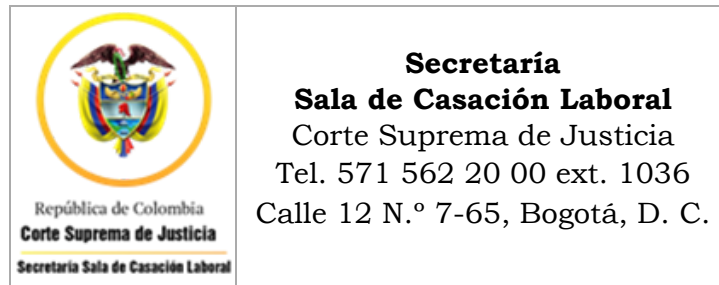 República de Colombia
Corte Suprema de Justicia
Secretaría Sala de Casación Laboral
Secretaría
Sala de Casación Laboral
Corte Suprema de Justicia
Tel. 571 562 20 00 ext. 1036
Calle 12 N.º 7-65, Bogotá, D. C.